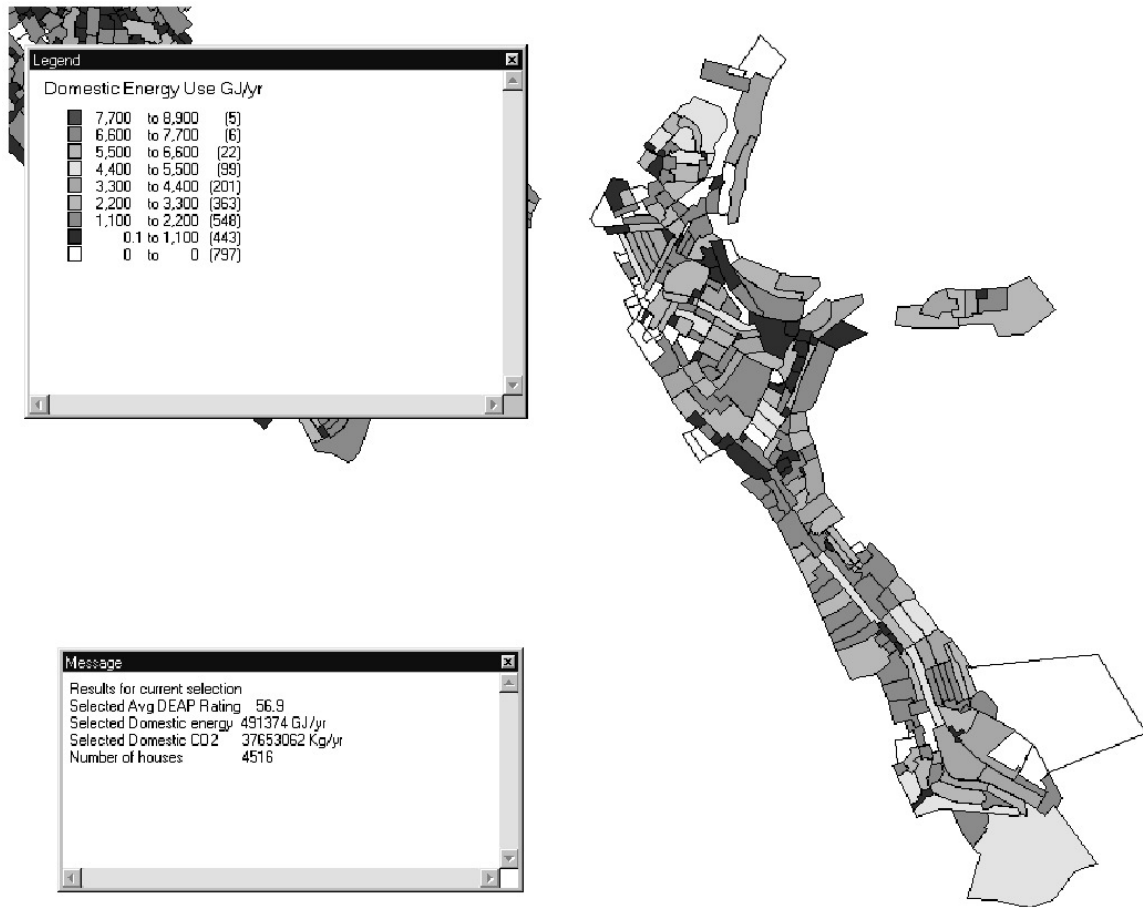 Legend
Domestic Energy Use GJ/yr
7,700 to 8,900 (5)
6,600 to 7,700 (6)
5,500 to 6,600 (22)
4,400 to 5,500 (99)
3,300 to 4,400 (201)
2,200 to 3,300 (363)
1,100 to 2,200 (548)
0.1 to 1,100 (443)
0 to 0 (797)
Message
Results for current selection
Selected Avg DEAP Rating 56.9
Selected Domestic energy 491374 GJ/yr
Selected Domestic CO2 37653062 Kg/yr
Number of houses 4516